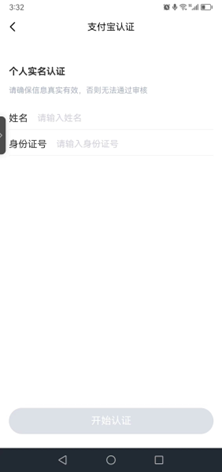 3:32
支付宝认证
个人实名认证
请确保信息真实有效，否则无法通过审核
姓名 请输入姓名
身份证号 请输入身份证号
开始认证